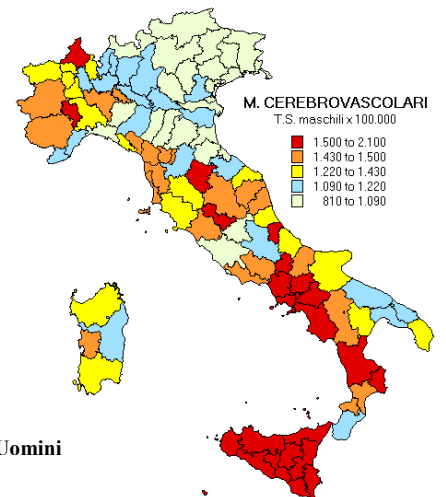 M. CEREBROVASCOLARI
T.S. maschili x 100.000
1.500 to 2.100
1.430 to 1.500
1.220 to 1.430
1.090 to 1.220
810 to 1.090
Uomini